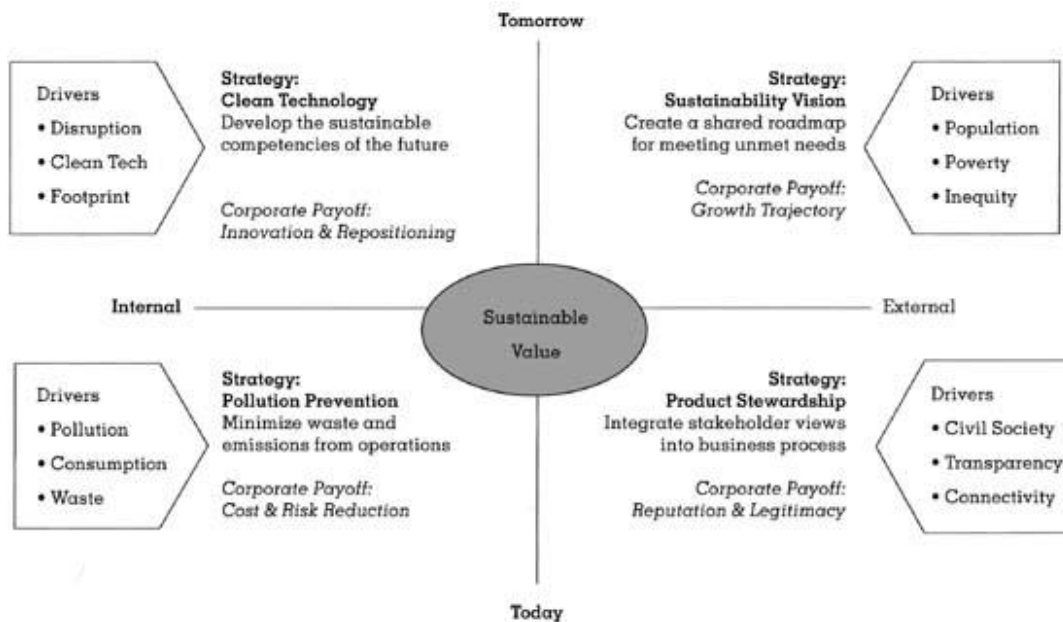 Tomorrow
Drivers
• Disruption
• Clean Tech
• Footprint
Strategy:
Clean Technology
Develop the sustainable
competencies of the future
Corporate Payoff:
Innovation & Repositioning
Strategy:
Sustainability Vision
Create a shared roadmap
for meeting unmet needs
Corporate Payoff:
Growth Trajectory
Drivers
• Population
• Poverty
• Inequity
Internal
Sustainable
Value
External
Drivers
• Pollution
• Consumption
• Waste
Strategy:
Pollution Prevention
Minimize waste and
emissions from operations
Corporate Payoff:
Cost & Risk Reduction
Strategy:
Product Stewardship
Integrate stakeholder views
into business process
Corporate Payoff:
Reputation & Legitimacy
Drivers
• Civil Society
• Transparency
• Connectivity
Today